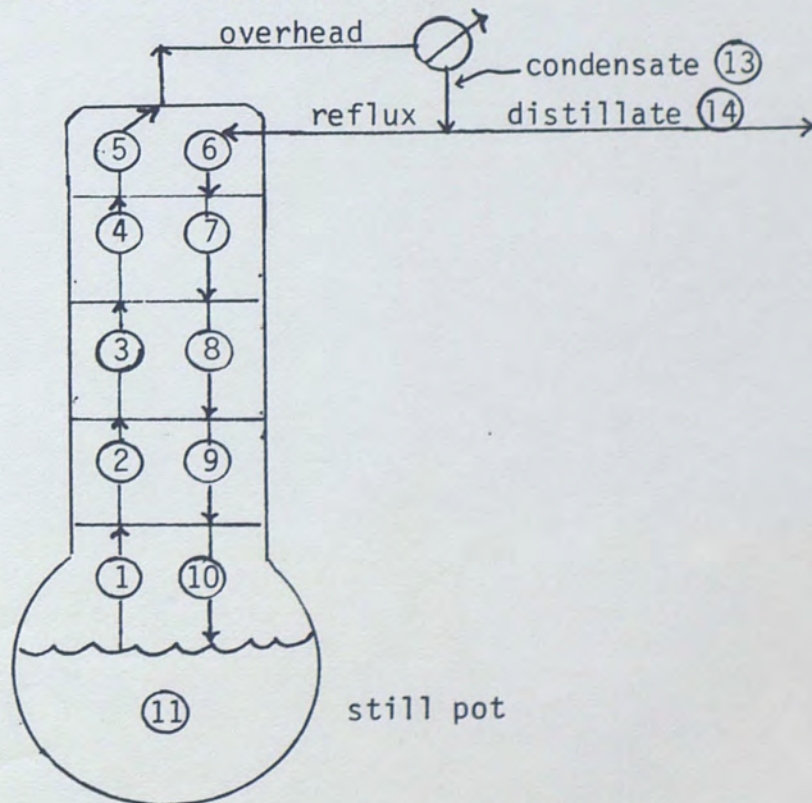 overhead
condensate 13
reflux
distillate 14
5 6
4 7
3 8
2 9
1 10
11
still pot